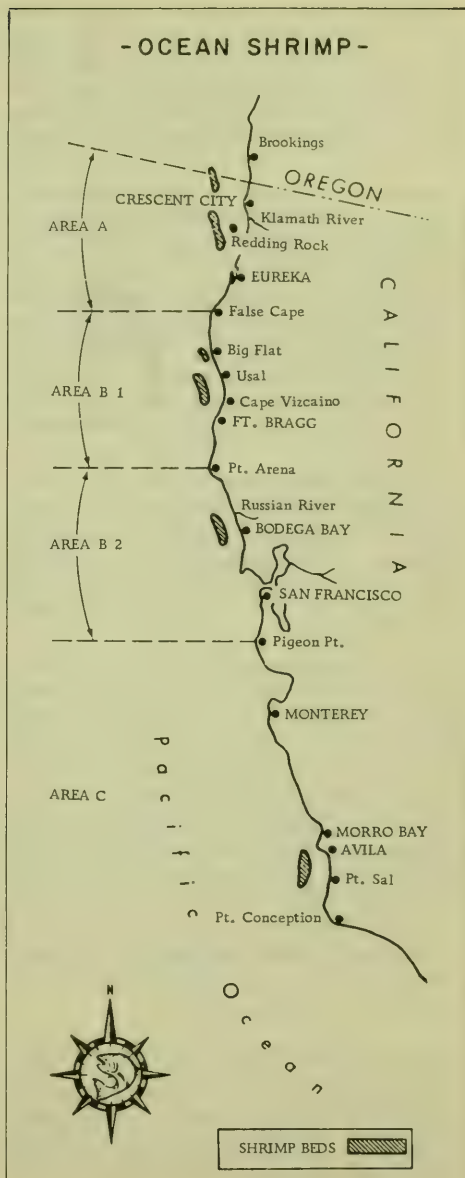 - OCEAN SHRIMP -
Brookings
OREGON
CRESCENT CITY
Klamath River
AREA A
Redding Rock
EUREKA
CALIFORNIA
False Cape
Big Flat
Usal
AREA B 1
Cape Vizcaino
FT. BRAGG
Pt. Arena
Russian River
AREA B 2
BODEGA BAY
SAN FRANCISCO
Pigeon Pt.
MONTEREY
Pacific
AREA C
MORRO BAY
AVILA
Pt. Sal
Pt. Conception
Ocean
N
SHRIMP BEDS